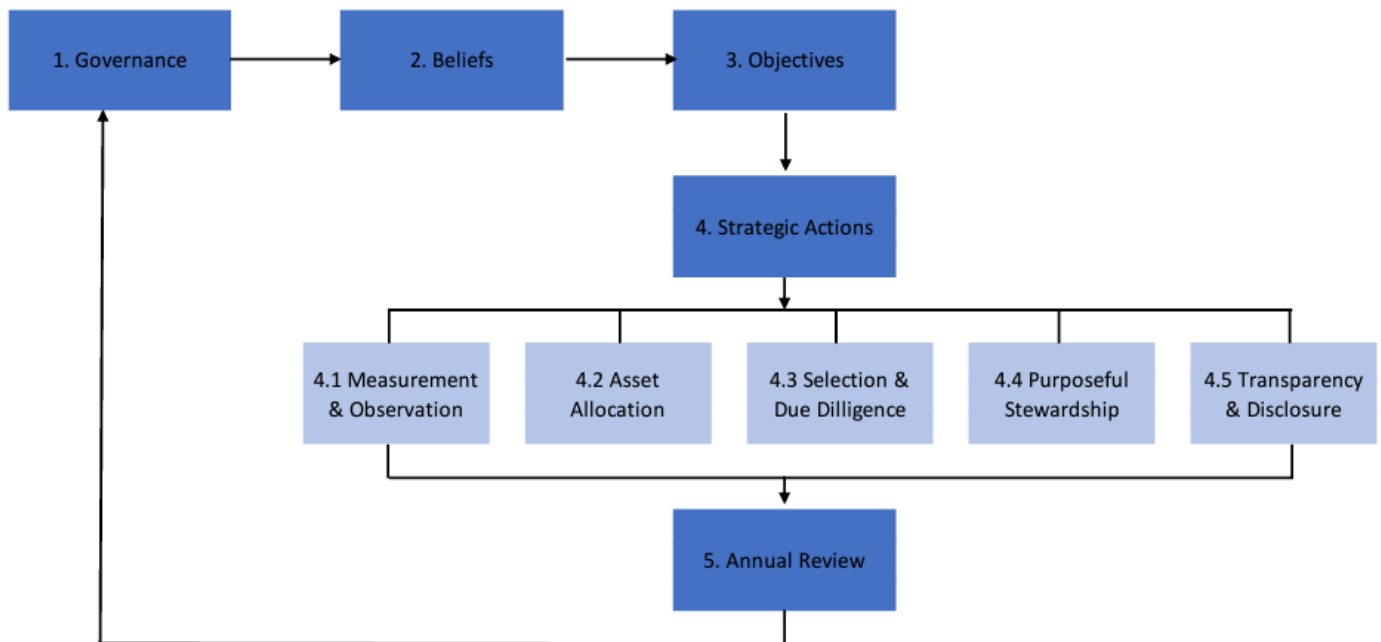 1. Governance
2. Beliefs
3. Objectives
4. Strategic Actions
4.1 Measurement
& Observation
4.2 Asset
Allocation
4.3 Selection &
Due Dilligence
4.4 Purposeful
Stewardship
4.5 Transparency
& Disclosure
5. Annual Review